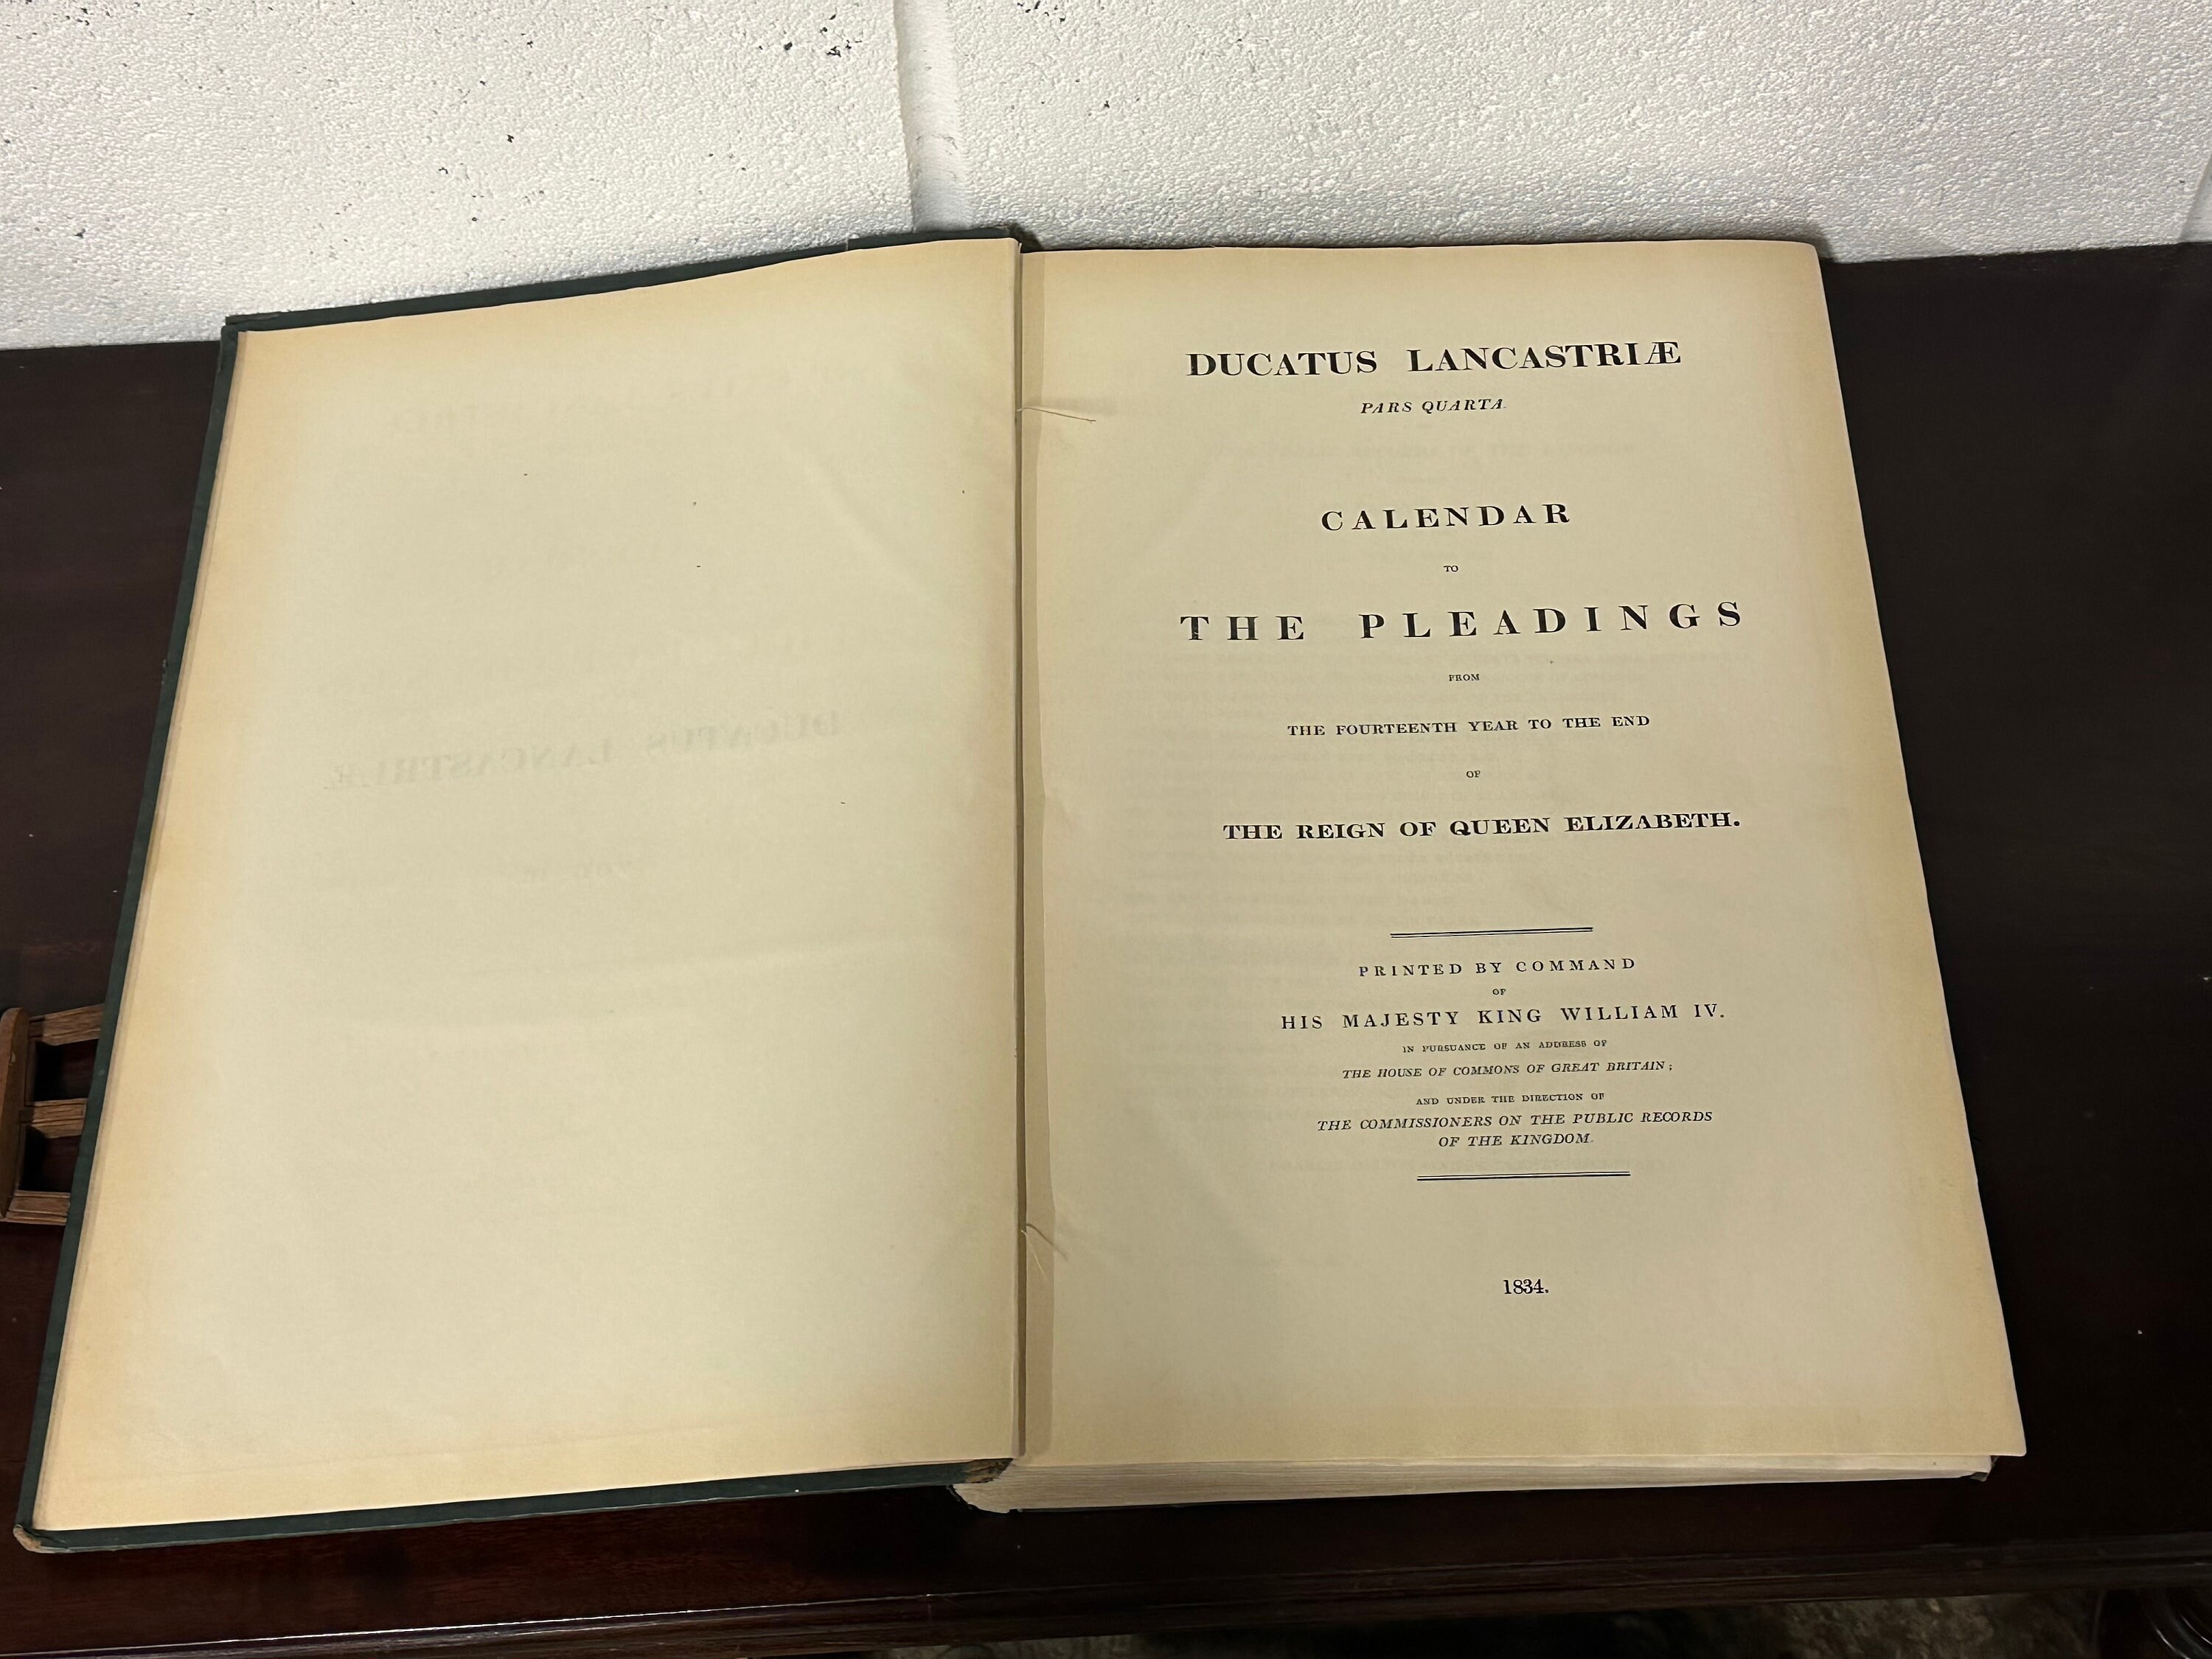 DUCATUS LANCASTRIÆ
PARS QUARTA.
CALENDAR
TO
THE PLEADINGS
FROM
THE FOURTEENTH YEAR TO THE END
OF
THE REIGN OF QUEEN ELIZABETH.
PRINTED BY COMMAND
OF
HIS MAJESTY KING WILLIAM IV.
IN PURSUANCE OF AN ADDRESS OF
THE HOUSE OF COMMONS OF GREAT BRITAIN;
AND UNDER THE DIRECTION OF
THE COMMISSIONERS ON THE PUBLIC RECORDS
OF THE KINGDOM.
1834.